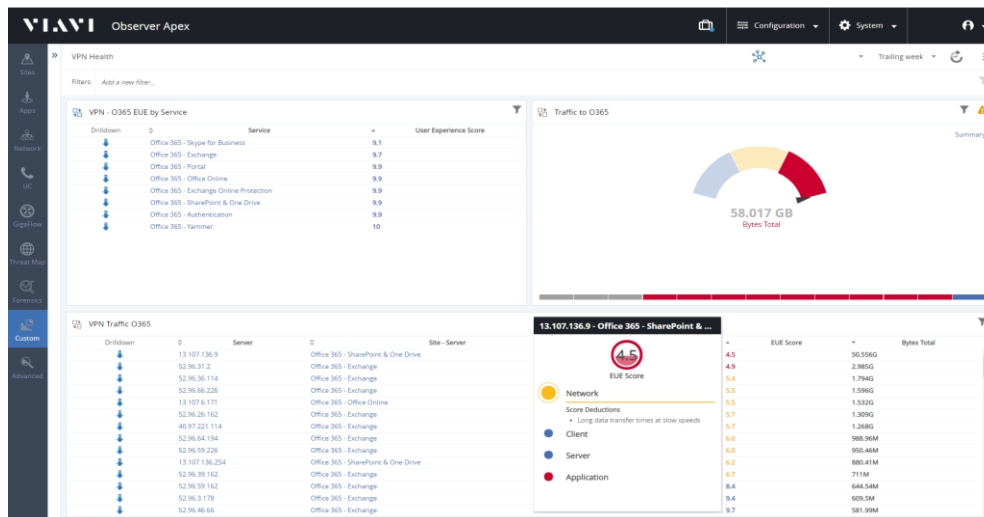 VIAVI Observer Apex Configuration System
Sites
Apps
Network
UC
GigaFlow
Threat Map
Forensics
Custom
Advanced
» VPN Health Trailing week
Filters: Add a new filter...
VPN - O365 EUE by Service
Drilldown Service User Experience Score
Office 365 - Skype for Business 9.1
Office 365 - Exchange 9.7
Office 365 - Portal 9.9
Office 365 - Office Online 9.9
Office 365 - Exchange Online Protection 9.9
Office 365 - SharePoint & One Drive 9.9
Office 365 - Authentication 9.9
Office 365 - Yammer 10
Traffic to O365
Summary
58.017 GB
Bytes Total
VPN Traffic O365
Drilldown Server Site - Server EUE Score Bytes Total
13.107.136.9 Office 365 - SharePoint & One Drive 4.5 50.556G
52.96.31.2 Office 365 - Exchange 4.9 2.985G
52.96.36.114 Office 365 - Exchange 5.4 1.794G
52.96.66.226 Office 365 - Exchange 5.5 1.596G
13.107.6.171 Office 365 - Office Online 5.5 1.532G
52.96.26.162 Office 365 - Exchange 5.7 1.309G
40.97.221.114 Office 365 - Exchange 5.7 1.268G
52.96.64.194 Office 365 - Exchange 6.0 988.96M
52.96.59.226 Office 365 - Exchange 6.0 950.46M
13.107.136.254 Office 365 - SharePoint & One Drive 6.2 880.41M
52.96.39.162 Office 365 - Exchange 6.7 711M
52.96.59.162 Office 365 - Exchange 8.4 644.54M
52.96.3.178 Office 365 - Exchange 9.4 609.5M
52.96.46.66 Office 365 - Exchange 9.7 581.99M
13.107.136.9 - Office 365 - SharePoint & ...
4.5
EUE Score
Network
Score Deductions
• Long data transfer times at slow speeds
Client
Server
Application